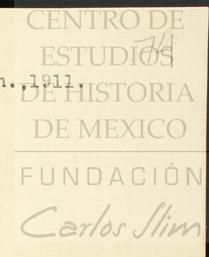 CENTRO DE
ESTUDIOS
n.,1911.
DE HISTORIA
DE MEXICO
FUNDACIÓN
Carlos Slim